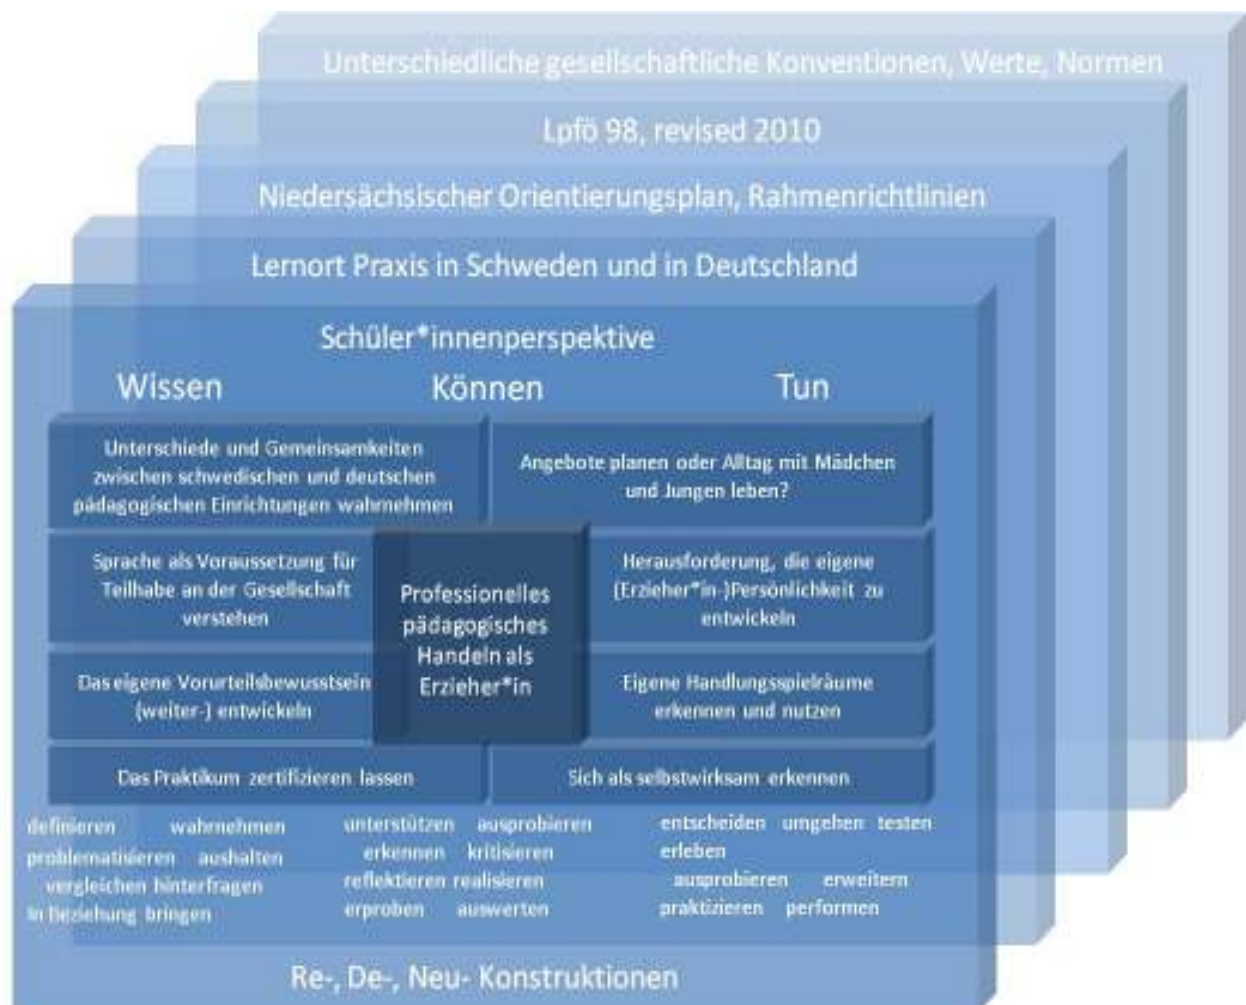 Unterschiedliche gesellschaftliche Konventionen, Werte, Normen
Lpfö 98, revised 2010
Niedersächsischer Orientierungsplan, Rahmenrichtlinien
Lernort Praxis in Schweden und in Deutschland
Schüler*innenperspektive
Wissen Können Tun
Unterschiede und Gemeinsamkeiten
zwischen schwedischen und deutschen
pädagogischen Einrichtungen wahrnehmen
Angebote planen oder Alltag mit Mädchen
und Jungen leben?
Sprache als Voraussetzung für
Teilhabe an der Gesellschaft
verstehen
Professionelles
pädagogisches
Handeln als
Erzieher*in
Herausforderung, die eigene
(Erzieher*in-)Persönlichkeit zu
entwickeln
Das eigene Vorurteilsbewusstsein
(weiter-) entwickeln
Eigene Handlungsspielräume
erkennen und nutzen
Das Praktikum zertifizieren lassen
Sich als selbstwirksam erkennen
definieren wahrnehmen
problematisieren aushalten
vergleichen hinterfragen
In Beziehung bringen
unterstützen ausprobieren
erkennen kritisieren
reflektieren realisieren
erproben auswerten
entscheiden umgehen testen
erleben
ausprobieren erweitern
praktizieren performen
Re-, De-, Neu- Konstruktionen